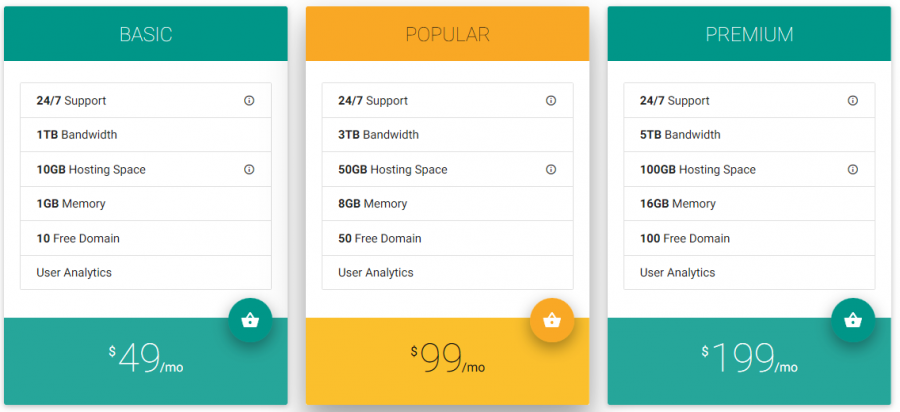 BASIC
24/7 Support
1TB Bandwidth
10GB Hosting Space
1GB Memory
10 Free Domain
User Analytics
$49/mo
POPULAR
24/7 Support
3TB Bandwidth
50GB Hosting Space
8GB Memory
50 Free Domain
User Analytics
$99/mo
PREMIUM
24/7 Support
5TB Bandwidth
100GB Hosting Space
16GB Memory
100 Free Domain
User Analytics
$199/mo